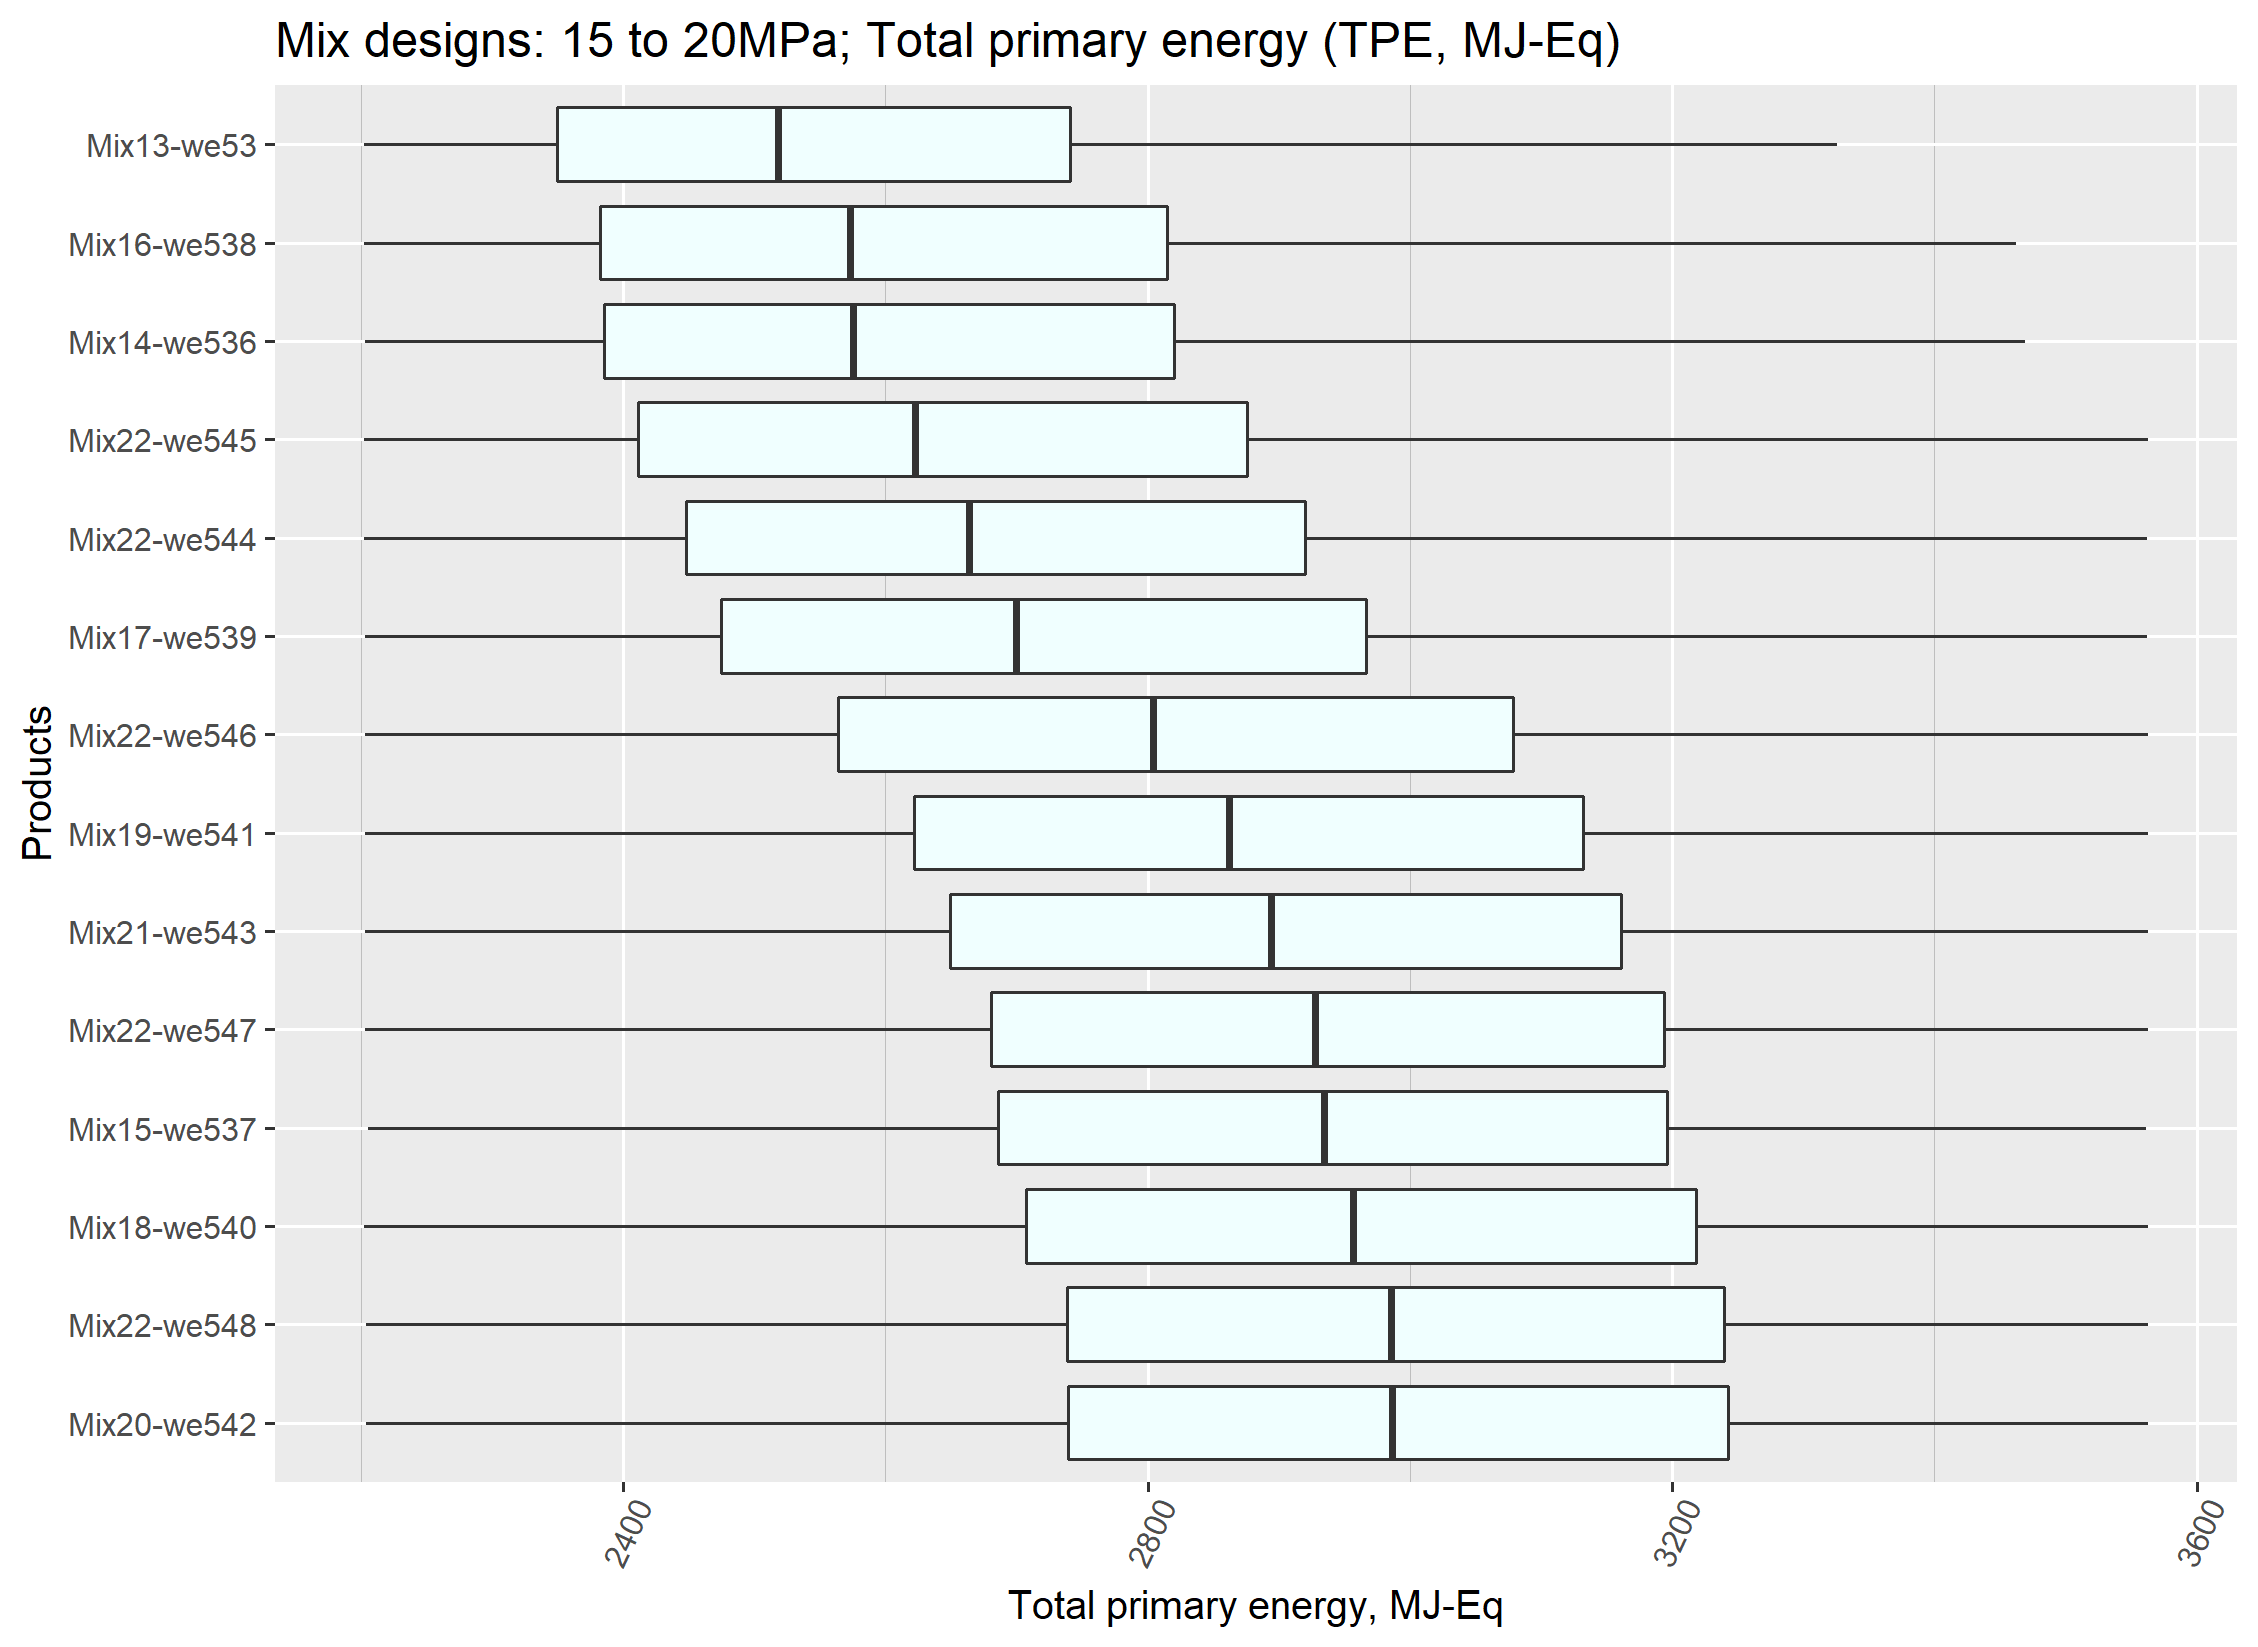 Mix designs: 15 to 20MPa; Total primary energy (TPE, MJ-Eq)
Products
Mix13-we53
Mix16-we538
Mix14-we536
Mix22-we545
Mix22-we544
Mix17-we539
Mix22-we546
Mix19-we541
Mix21-we543
Mix22-we547
Mix15-we537
Mix18-we540
Mix22-we548
Mix20-we542
2400
2800
3200
3600
Total primary energy, MJ-Eq